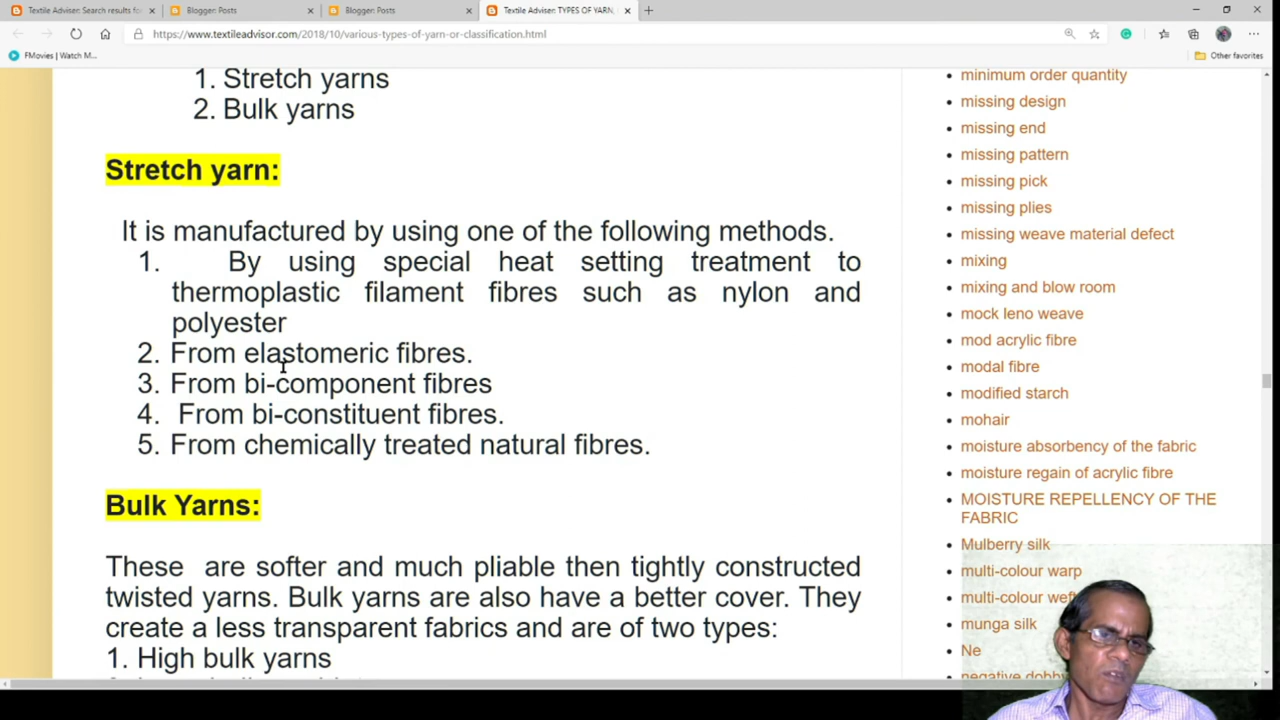 Textile Adviser: Search results fo
Blogger: Posts
Blogger: Posts
Textile Adviser: TYPES OF YARN,
https://www.textileadvisor.com/2018/10/various-types-of-yarn-or-classification.html
FMovies | Watch M...
Other favorites
1. Stretch yarns
2. Bulk yarns
Stretch yarn:
It is manufactured by using one of the following methods.
1. By using special heat setting treatment to
thermoplastic filament fibres such as nylon and
polyester
2. From elastomeric fibres.
3. From bi-component fibres
4. From bi-constituent fibres.
5. From chemically treated natural fibres.
Bulk Yarns:
These are softer and much pliable then tightly constructed
twisted yarns. Bulk yarns are also have a better cover. They
create a less transparent fabrics and are of two types:
1. High bulk yarns
minimum order quantity
missing design
missing end
missing pattern
missing pick
missing plies
missing weave material defect
mixing
mixing and blow room
mock leno weave
mod acrylic fibre
modal fibre
modified starch
mohair
moisture absorbency of the fabric
moisture regain of acrylic fibre
MOISTURE REPELLENCY OF THE
FABRIC
Mulberry silk
multi-colour warp
multi-colour weft
munga silk
Ne
negative dobby